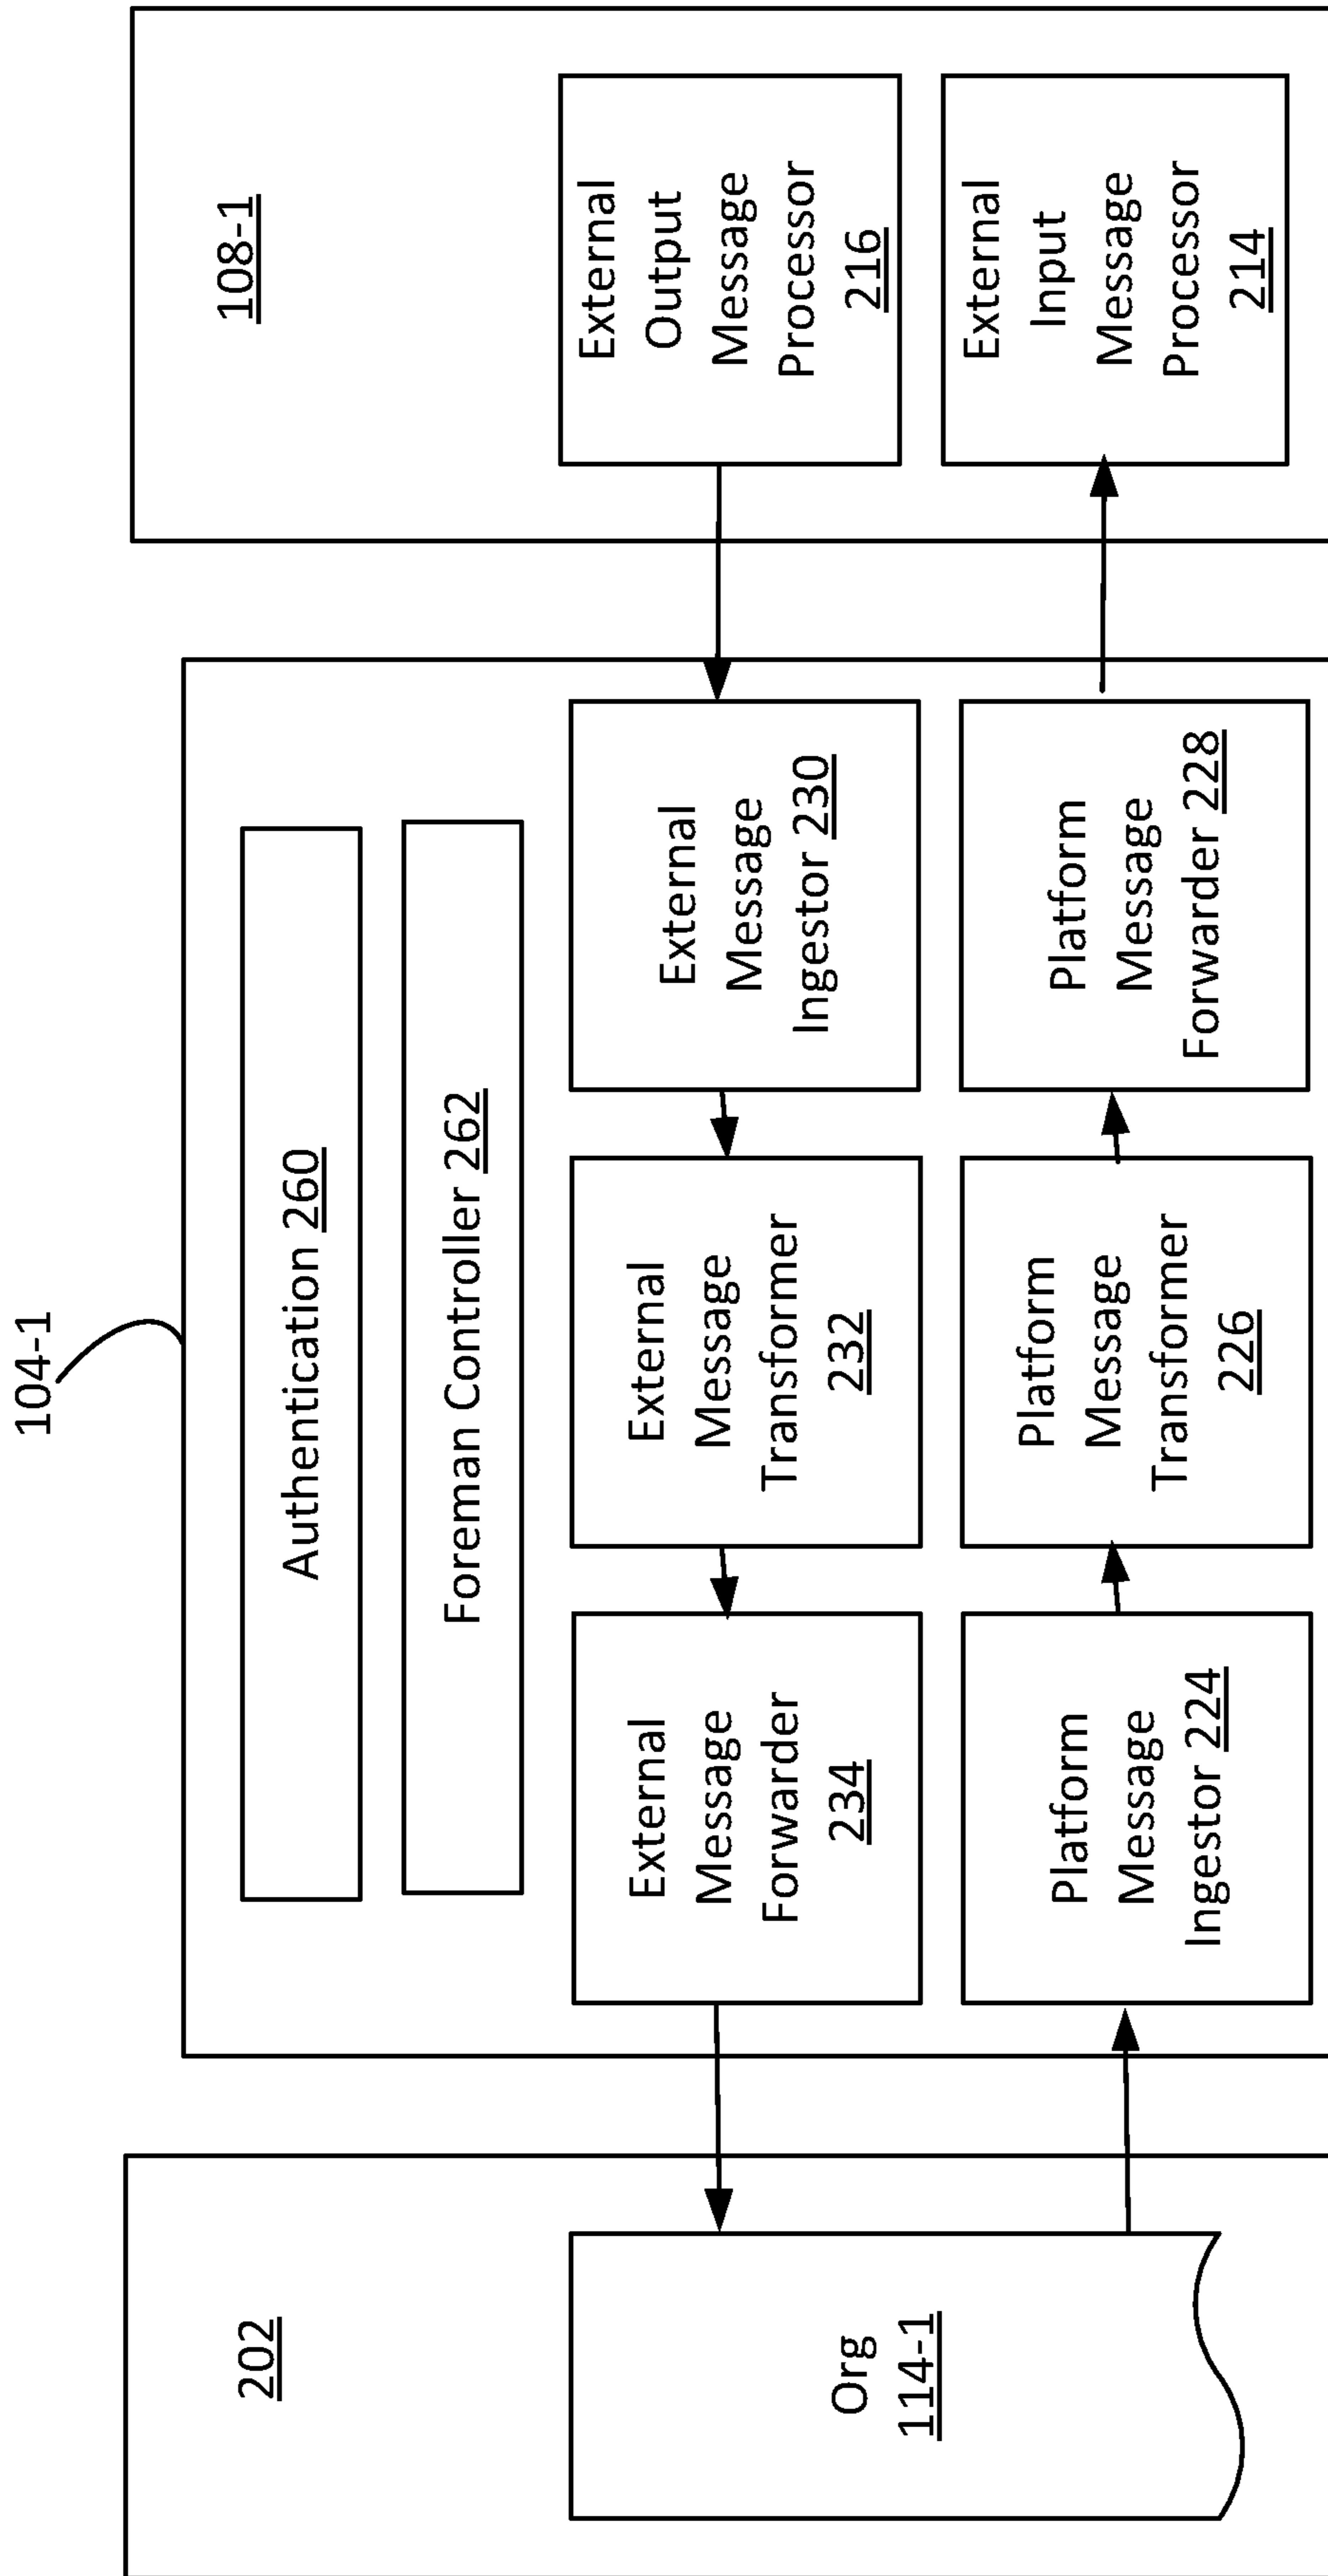 104-1
202
Org
114-1
Authentication 260
Foreman Controller 262
External
Message
Forwarder
234
External
Message
Transformer
232
External
Message
Ingestor 230
Platform
Message
Ingestor 224
Platform
Message
Transformer
226
Platform
Message
Forwarder 228
108-1
External
Output
Message
Processor
216
External
Input
Message
Processor
214